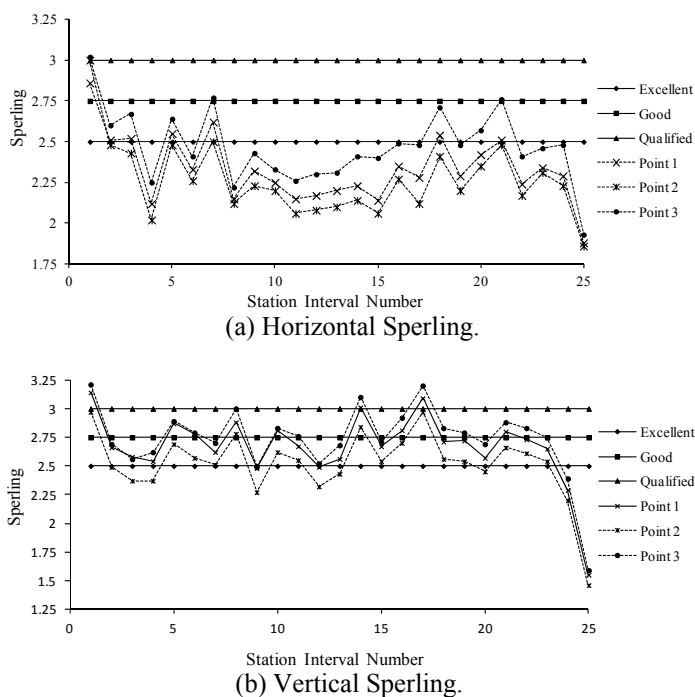 3.25
3
2.75
2.5
2.25
2
1.75
Sperling
0 5 10 15 20 25
Station Interval Number
Excellent
Good
Qualified
Point 1
Point 2
Point 3
(a) Horizontal Sperling.
3.25
3
2.75
2.5
2.25
2
1.75
1.5
1.25
Sperling
0 5 10 15 20 25
Station Interval Number
Excellent
Good
Qualified
Point 1
Point 2
Point 3
(b) Vertical Sperling.